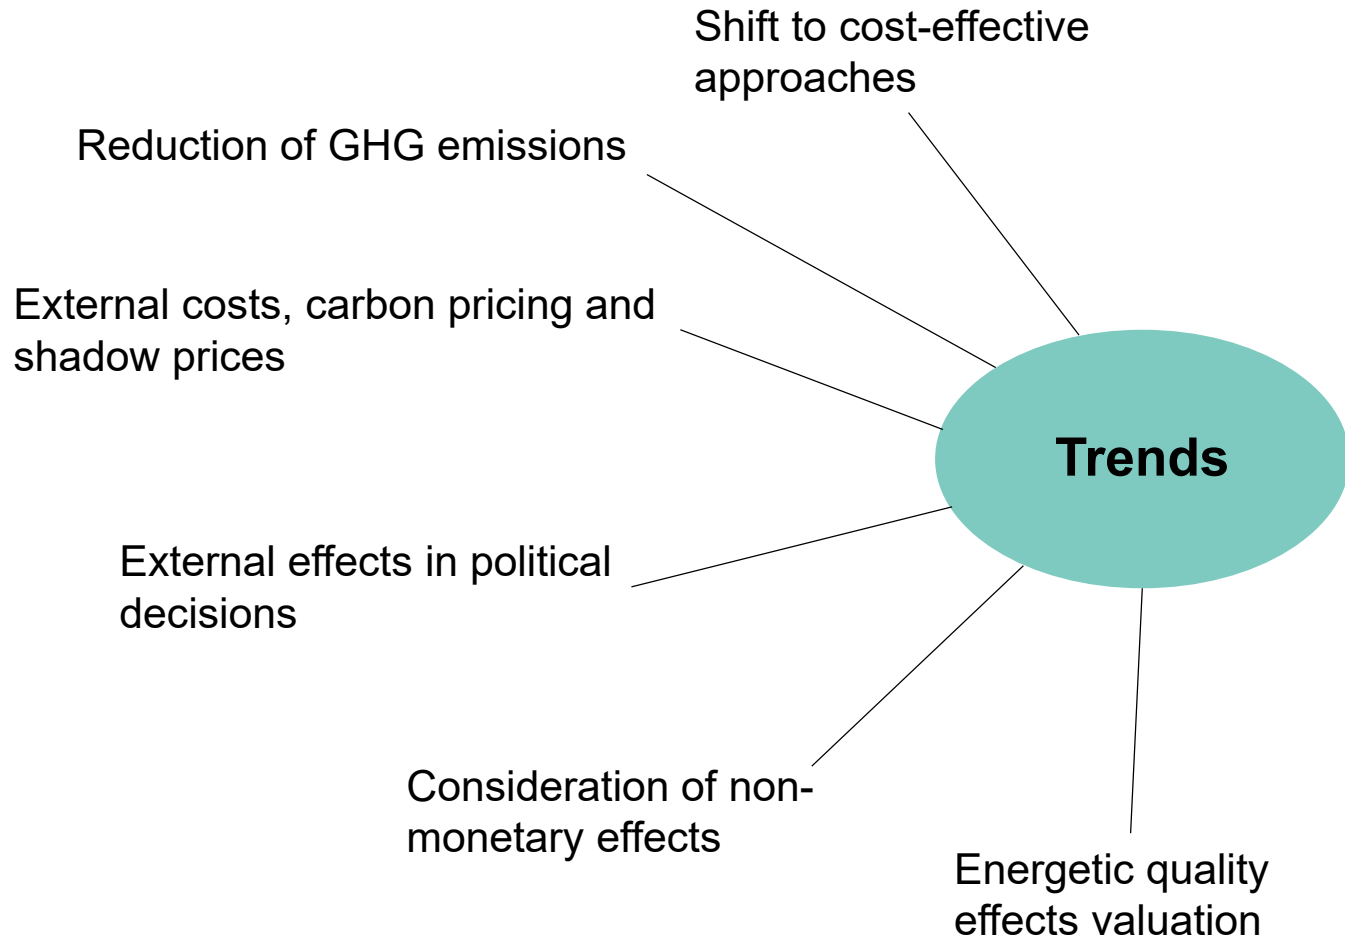 Shift to cost-effective
approaches
Reduction of GHG emissions
External costs, carbon pricing and
shadow prices
Trends
External effects in political
decisions
Consideration of non-
monetary effects
Energetic quality
effects valuation